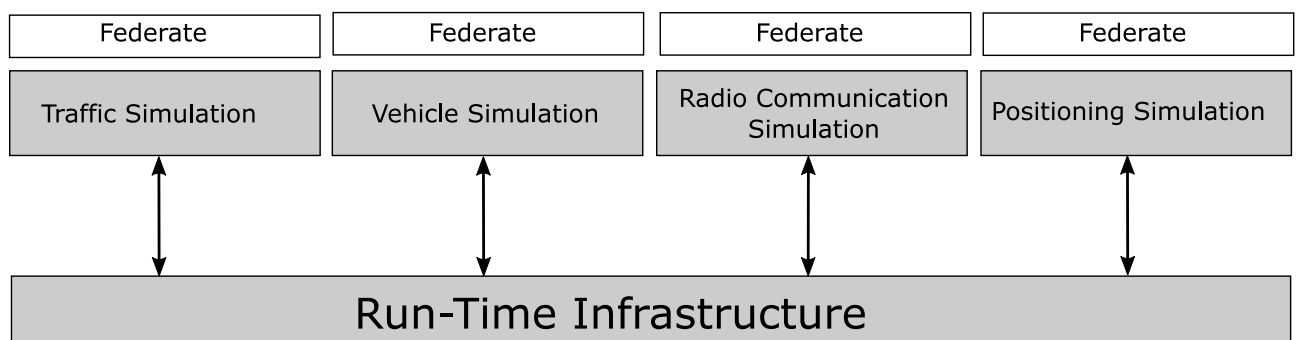 Federate
Federate
Federate
Federate
Traffic Simulation
Vehicle Simulation
Radio Communication
Simulation
Positioning Simulation
Run-Time Infrastructure